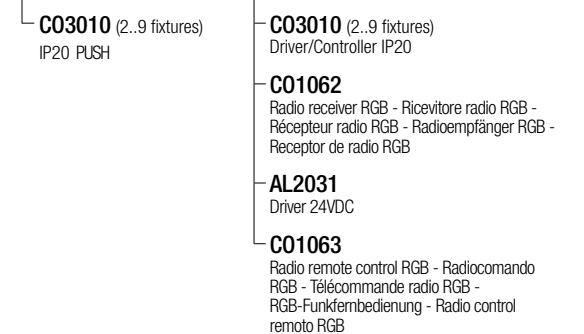 CO3010 (2..9 fixtures)
IP20 PUSH
CO3010 (2..9 fixtures)
Driver/Controller IP20
CO1062
Radio receiver RGB - Ricevitore radio RGB -
Récepteur radio RGB - Radioempfänger RGB -
Receptor de radio RGB
AL2031
Driver 24VDC
CO1063
Radio remote control RGB - Radiocomando
RGB - Télécommande radio RGB -
RGB-Funkfernbedienung - Radio control
remoto RGB